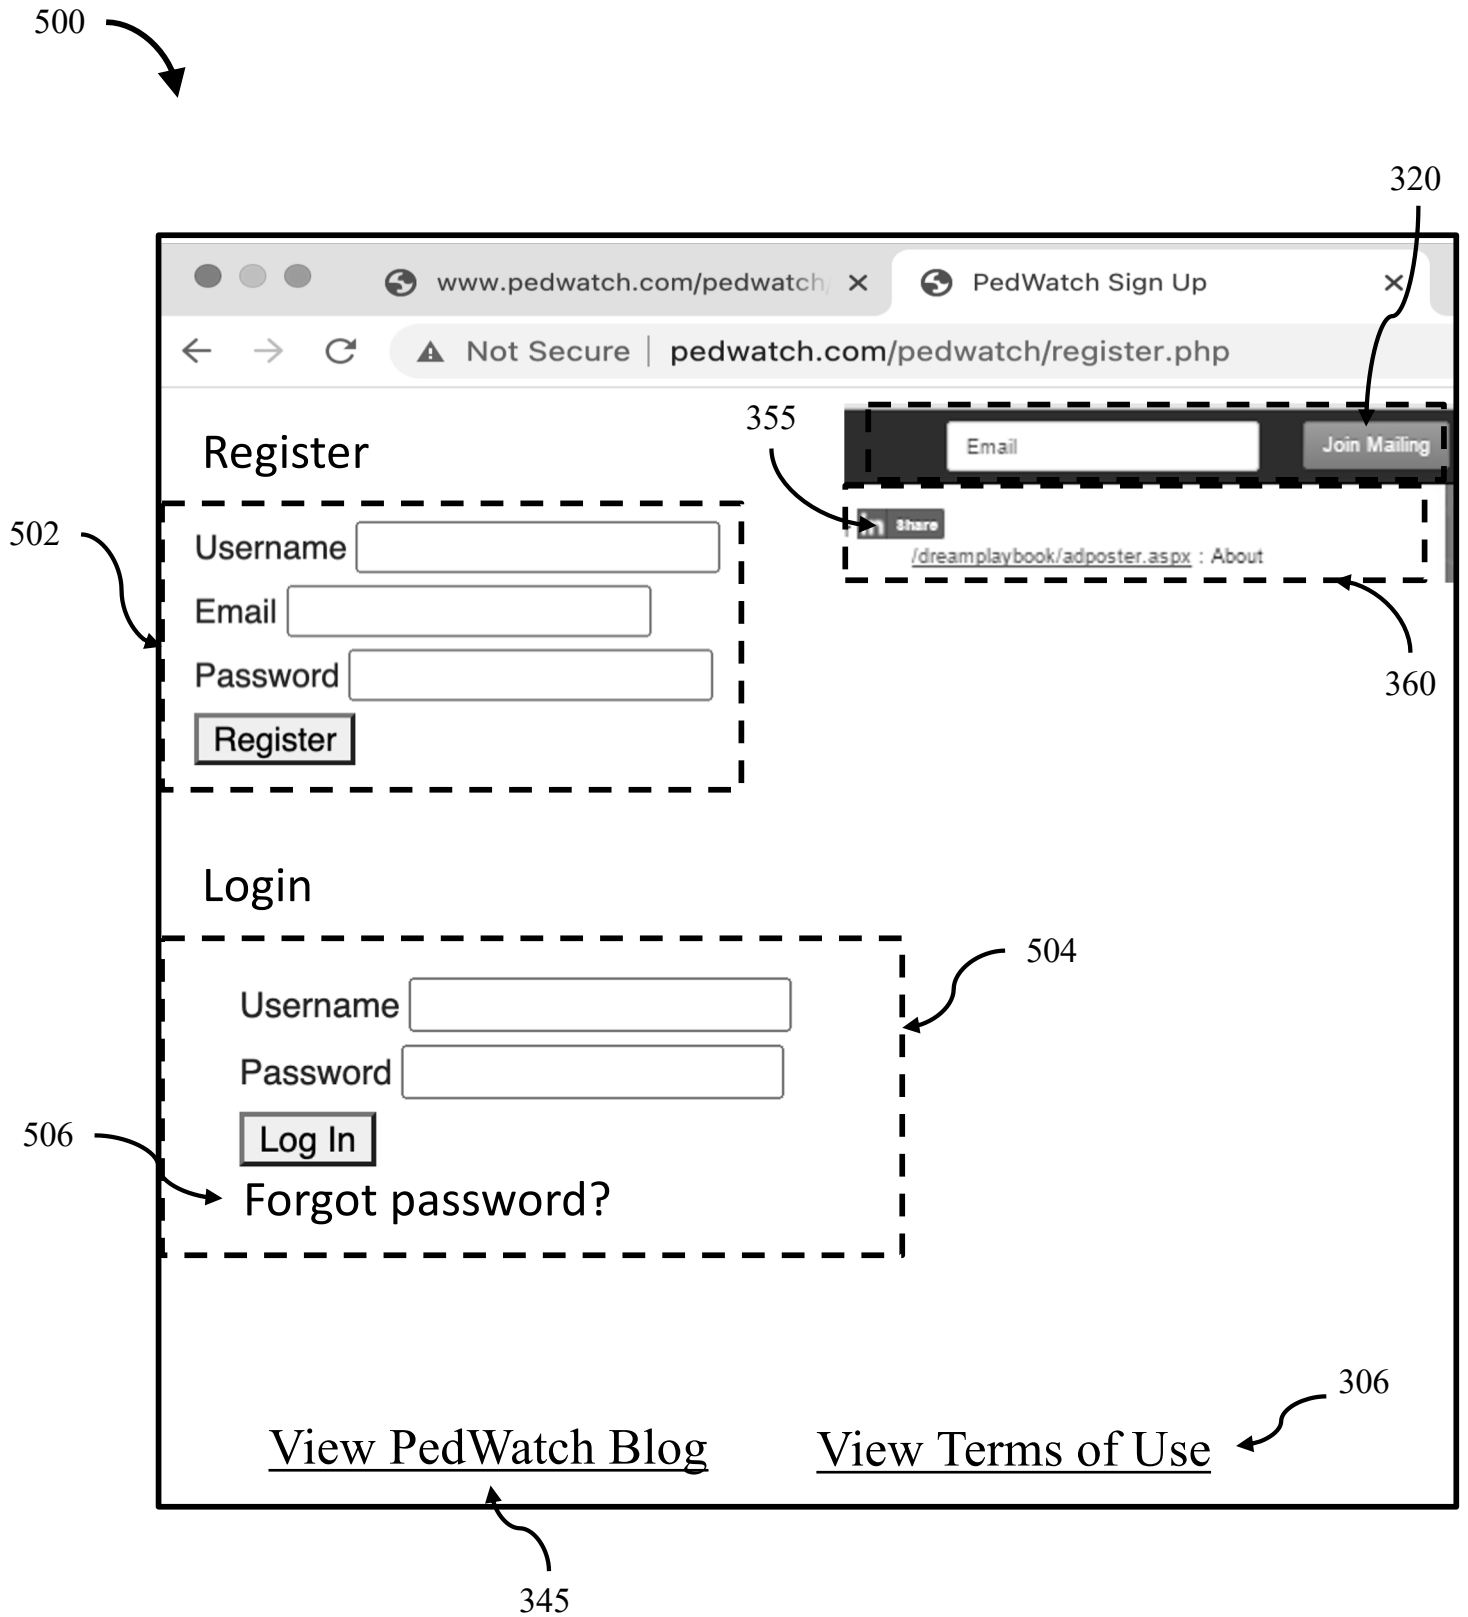 500
320
www.pedwatch.com/pedwatch/
PedWatch Sign Up
Not Secure | pedwatch.com/pedwatch/register.php
355
Email
Join Mailing
Register
in Share
/dreamplaybook/adposter.aspx : About
502
Username
Email
Password
Register
360
Login
504
Username
Password
Log In
506
Forgot password?
306
View PedWatch Blog
View Terms of Use
345